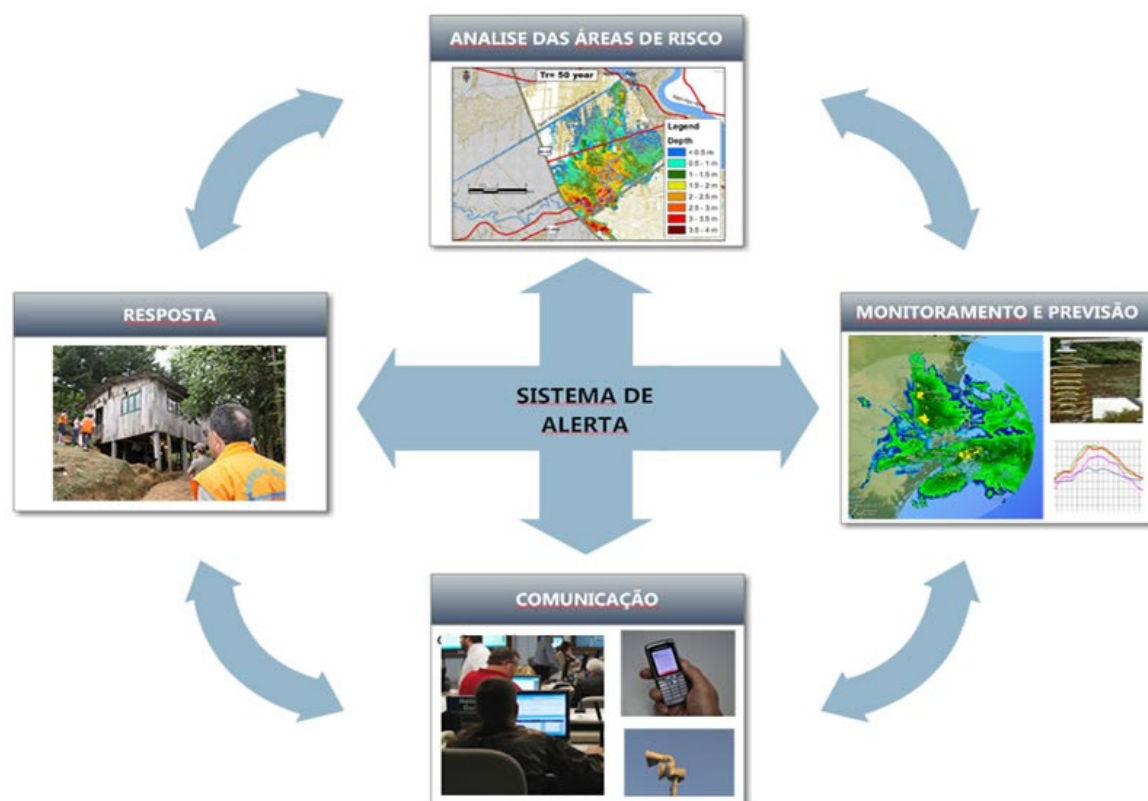 ANALISE DAS ÁREAS DE RISCO
Tr= 50 year
Legend
Depth
< 0.5 m
0.5 - 1 m
1 - 1.5 m
1.5 - 2 m
2 - 2.5 m
2.5 - 3 m
3 - 3.5 m
3.5 - 4 m
RESPOSTA
MONITORAMENTO E PREVISÃO
SISTEMA DE
ALERTA
COMUNICAÇÃO